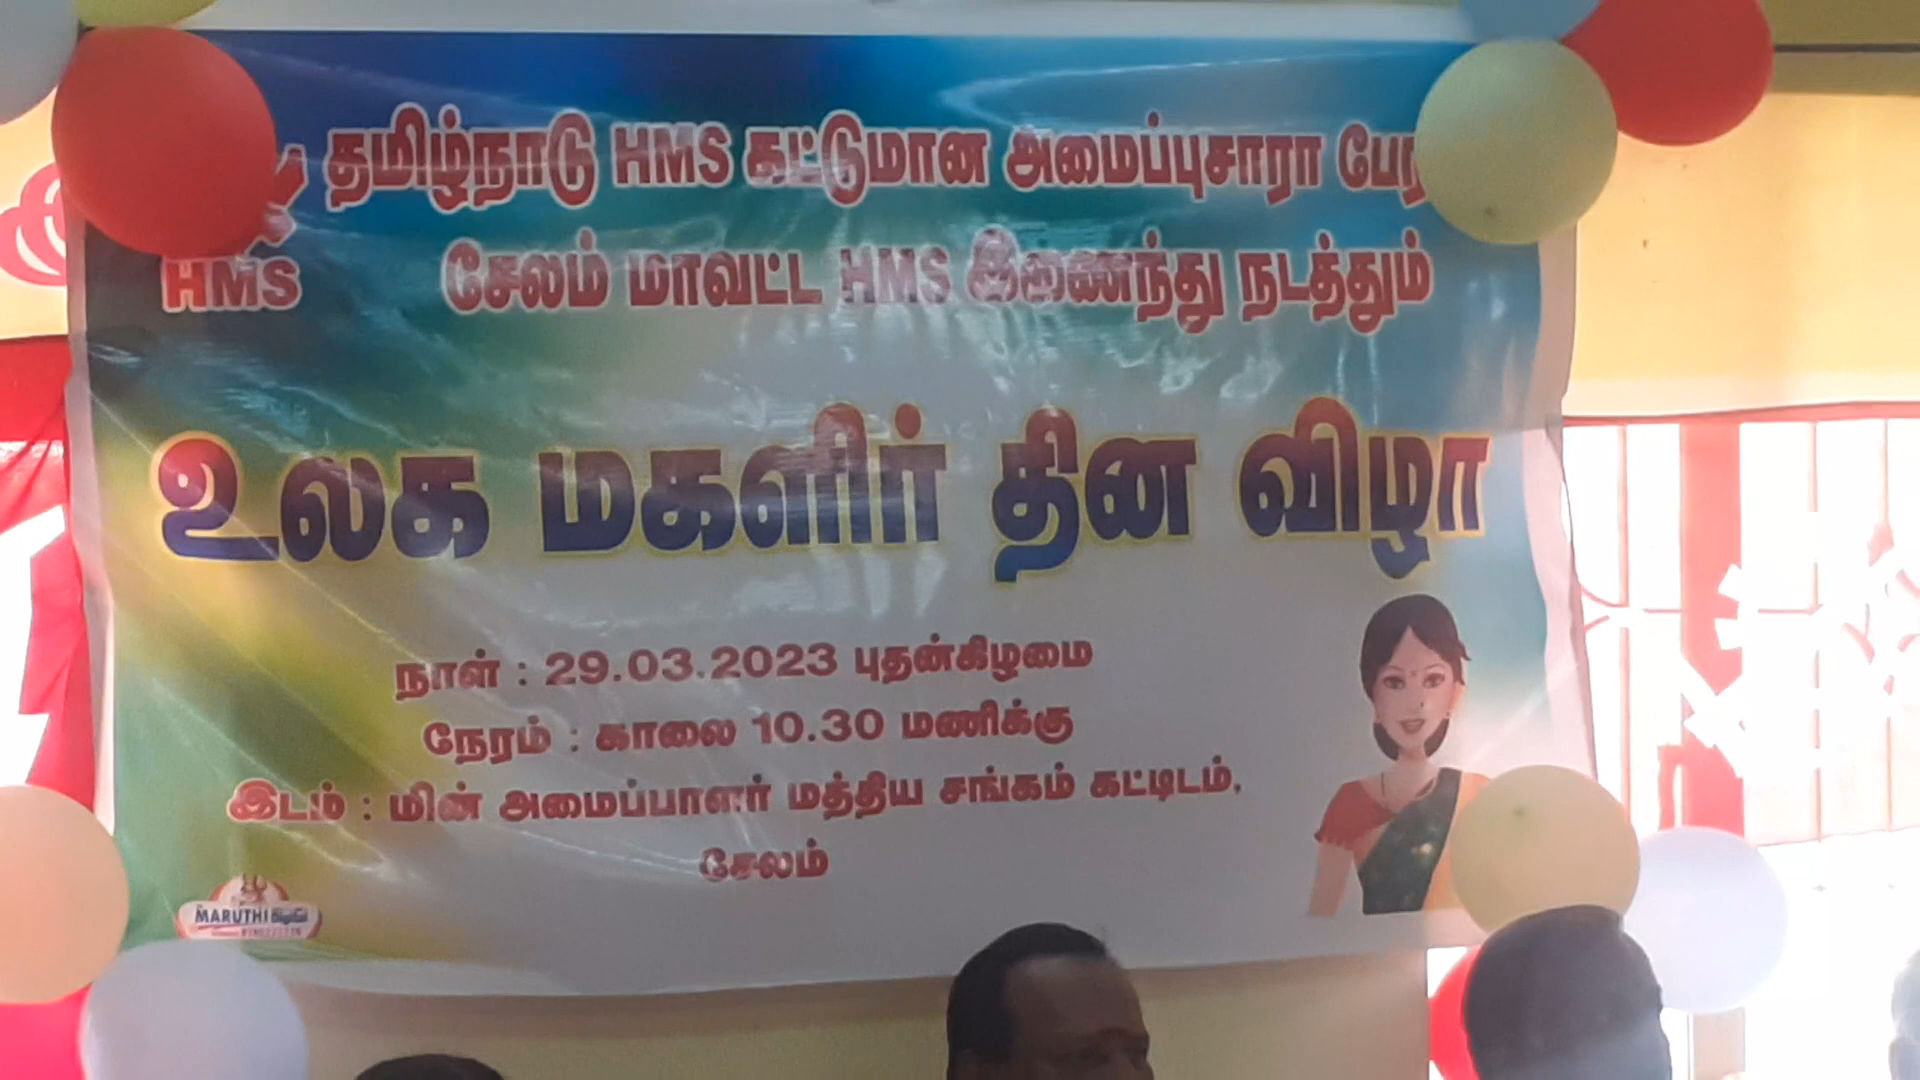 தமிழ்நாடு HMS கட்டுமான அமைப்புசாரா
HMS
சேலம் மாவட்ட HMS இணைந்து நடத்தும்
உலக மகளிர் தின விழா
நாள் : 29.03.2023 புதன்கிழமை
நேரம் : காலை 10.30 மணிக்கு
இடம் : மின் அமைப்பாளர் மத்திய சங்கம் கட்டிடம்,
சேலம்
MARUTHI